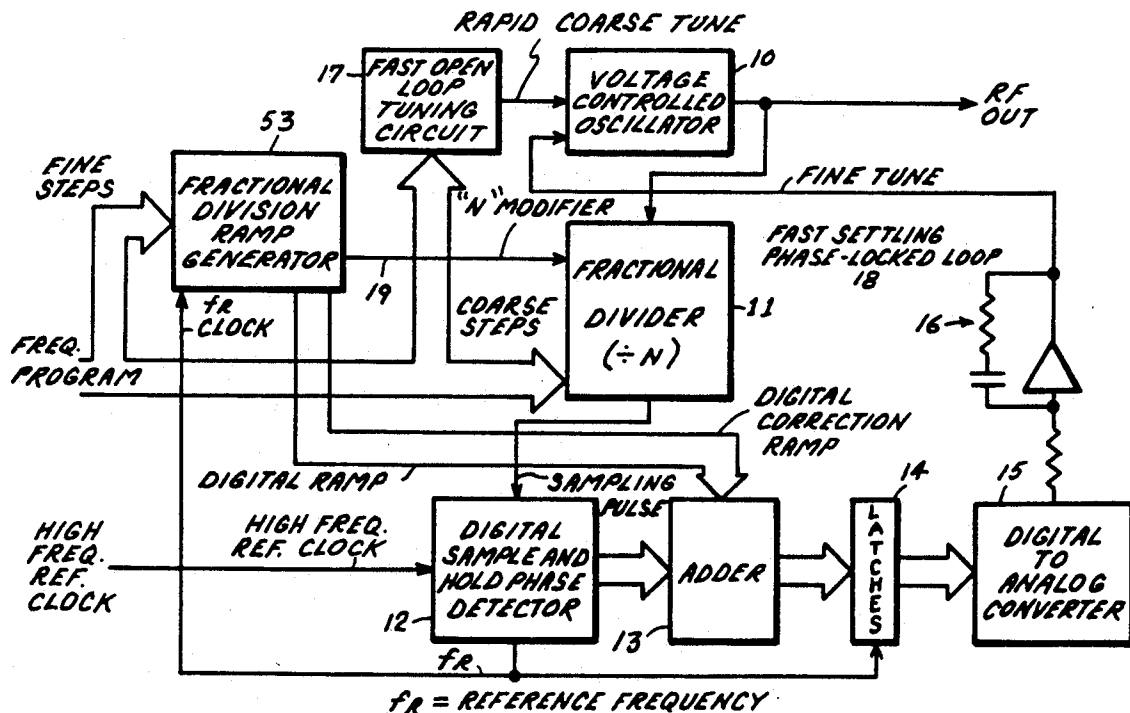 RAPID COARSE TUNE
17
FAST OPEN
LOOP
TUNING
CIRCUIT
10
VOLTAGE
CONTROLLED
OSCILLATOR
RF
OUT
53
FINE
STEPS
FRACTIONAL
DIVISION
RAMP
GENERATOR
"N" MODIFIER
19
FINE TUNE
FRACTIONAL
DIVIDER
(÷N)
11
FAST SETTLING
PHASE-LOCKED LOOP
18
16
fR
CLOCK
COARSE
STEPS
FREQ.
PROGRAM
DIGITAL
CORRECTION
RAMP
DIGITAL RAMP
SAMPLING
PULSE
HIGH
FREQ.
REF.
CLOCK
HIGH FREQ.
REF. CLOCK
DIGITAL
SAMPLE AND
HOLD PHASE
DETECTOR
12
ADDER
13
14
LATCHES
15
DIGITAL
TO
ANALOG
CONVERTER
fR
fR = REFERENCE FREQUENCY